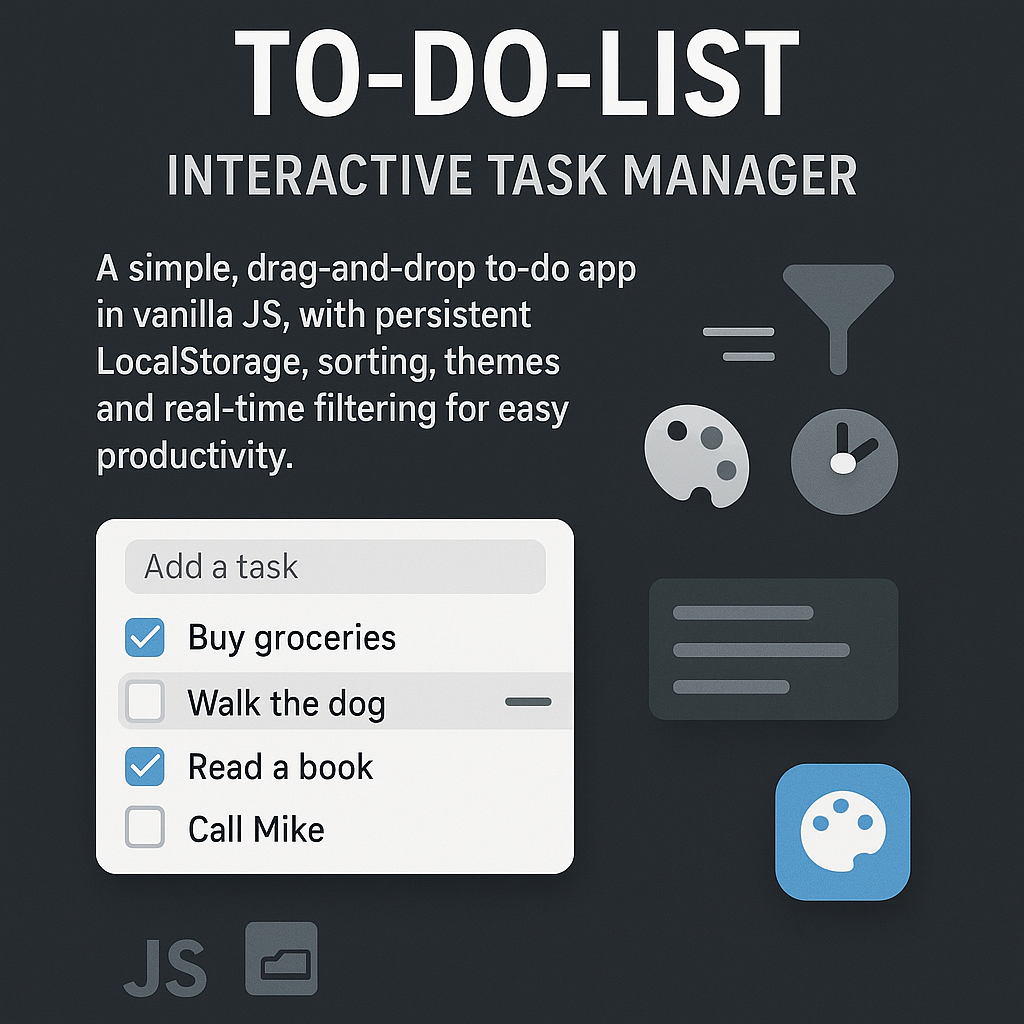 TO-DO-LIST
INTERACTIVE TASK MANAGER
A simple, drag-and-drop to-do app
in vanilla JS, with persistent
LocalStorage, sorting, themes
and real-time filtering for easy
productivity.
Add a task
Buy groceries
Walk the dog
Read a book
Call Mike
JS